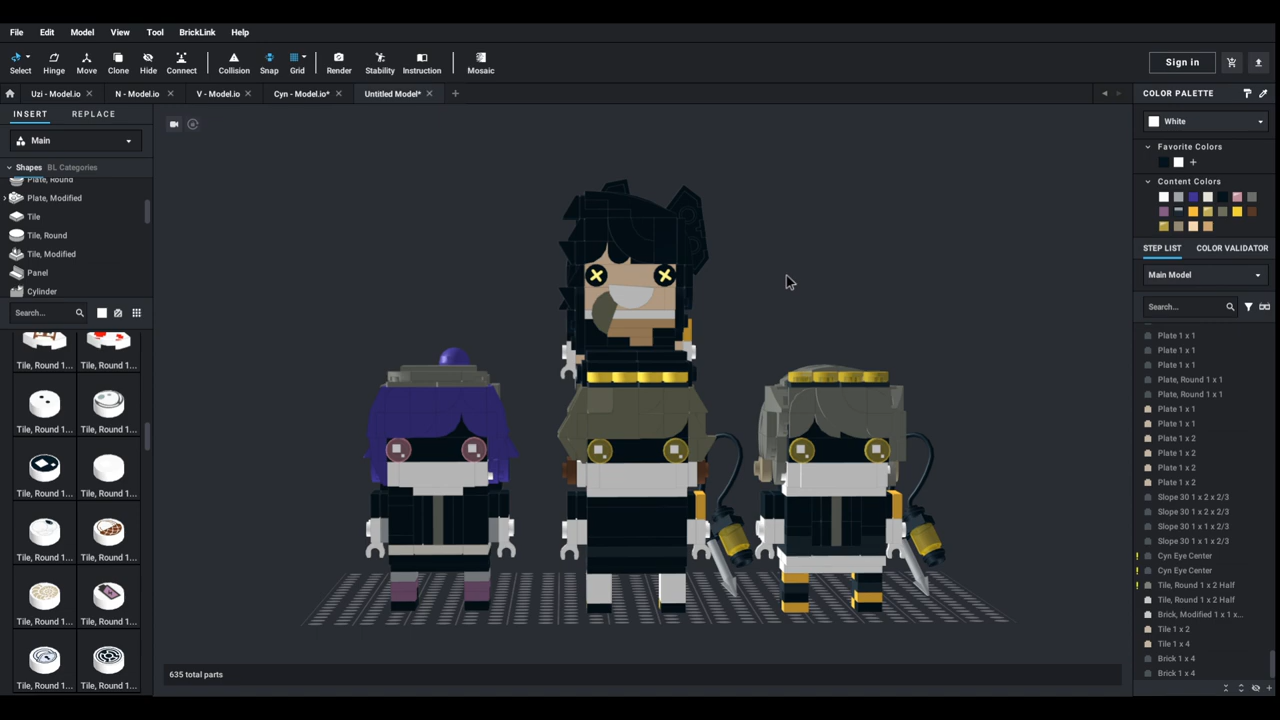 File Edit Model View Tool BrickLink Help
Select Hinge Move Clone Hide Connect Collision Snap Grid Render Stability Instruction Mosaic Sign in
Uzi - Model.io N - Model.io V - Model.io Cyn - Model.io* Untitled Model*
INSERT REPLACE
Main
Shapes BL Categories
Plate, Round
Plate, Modified
Tile
Tile, Round
Tile, Modified
Panel
Cylinder
Search...
Tile, Round 1... Tile, Round 1...
Tile, Round 1... Tile, Round 1...
Tile, Round 1... Tile, Round 1...
Tile, Round 1... Tile, Round 1...
Tile, Round 1... Tile, Round 1...
Tile, Round 1... Tile, Round 1...
635 total parts
COLOR PALETTE
White
Favorite Colors
Content Colors
STEP LIST COLOR VALIDATOR
Main Model
Search...
Plate 1 x 1
Plate 1 x 1
Plate 1 x 1
Plate, Round 1 x 1
Plate, Round 1 x 1
Plate 1 x 1
Plate 1 x 1
Plate 1 x 2
Plate 1 x 2
Plate 1 x 2
Plate 1 x 2
Slope 30 1 x 2 x 2/3
Slope 30 1 x 2 x 2/3
Slope 30 1 x 1 x 2/3
Slope 30 1 x 1 x 2/3
Cyn Eye Center
Cyn Eye Center
Tile, Round 1 x 2 Half
Tile, Round 1 x 2 Half
Brick, Modified 1 x 1 x...
Tile 1 x 2
Tile 1 x 4
Brick 1 x 4
Brick 1 x 4